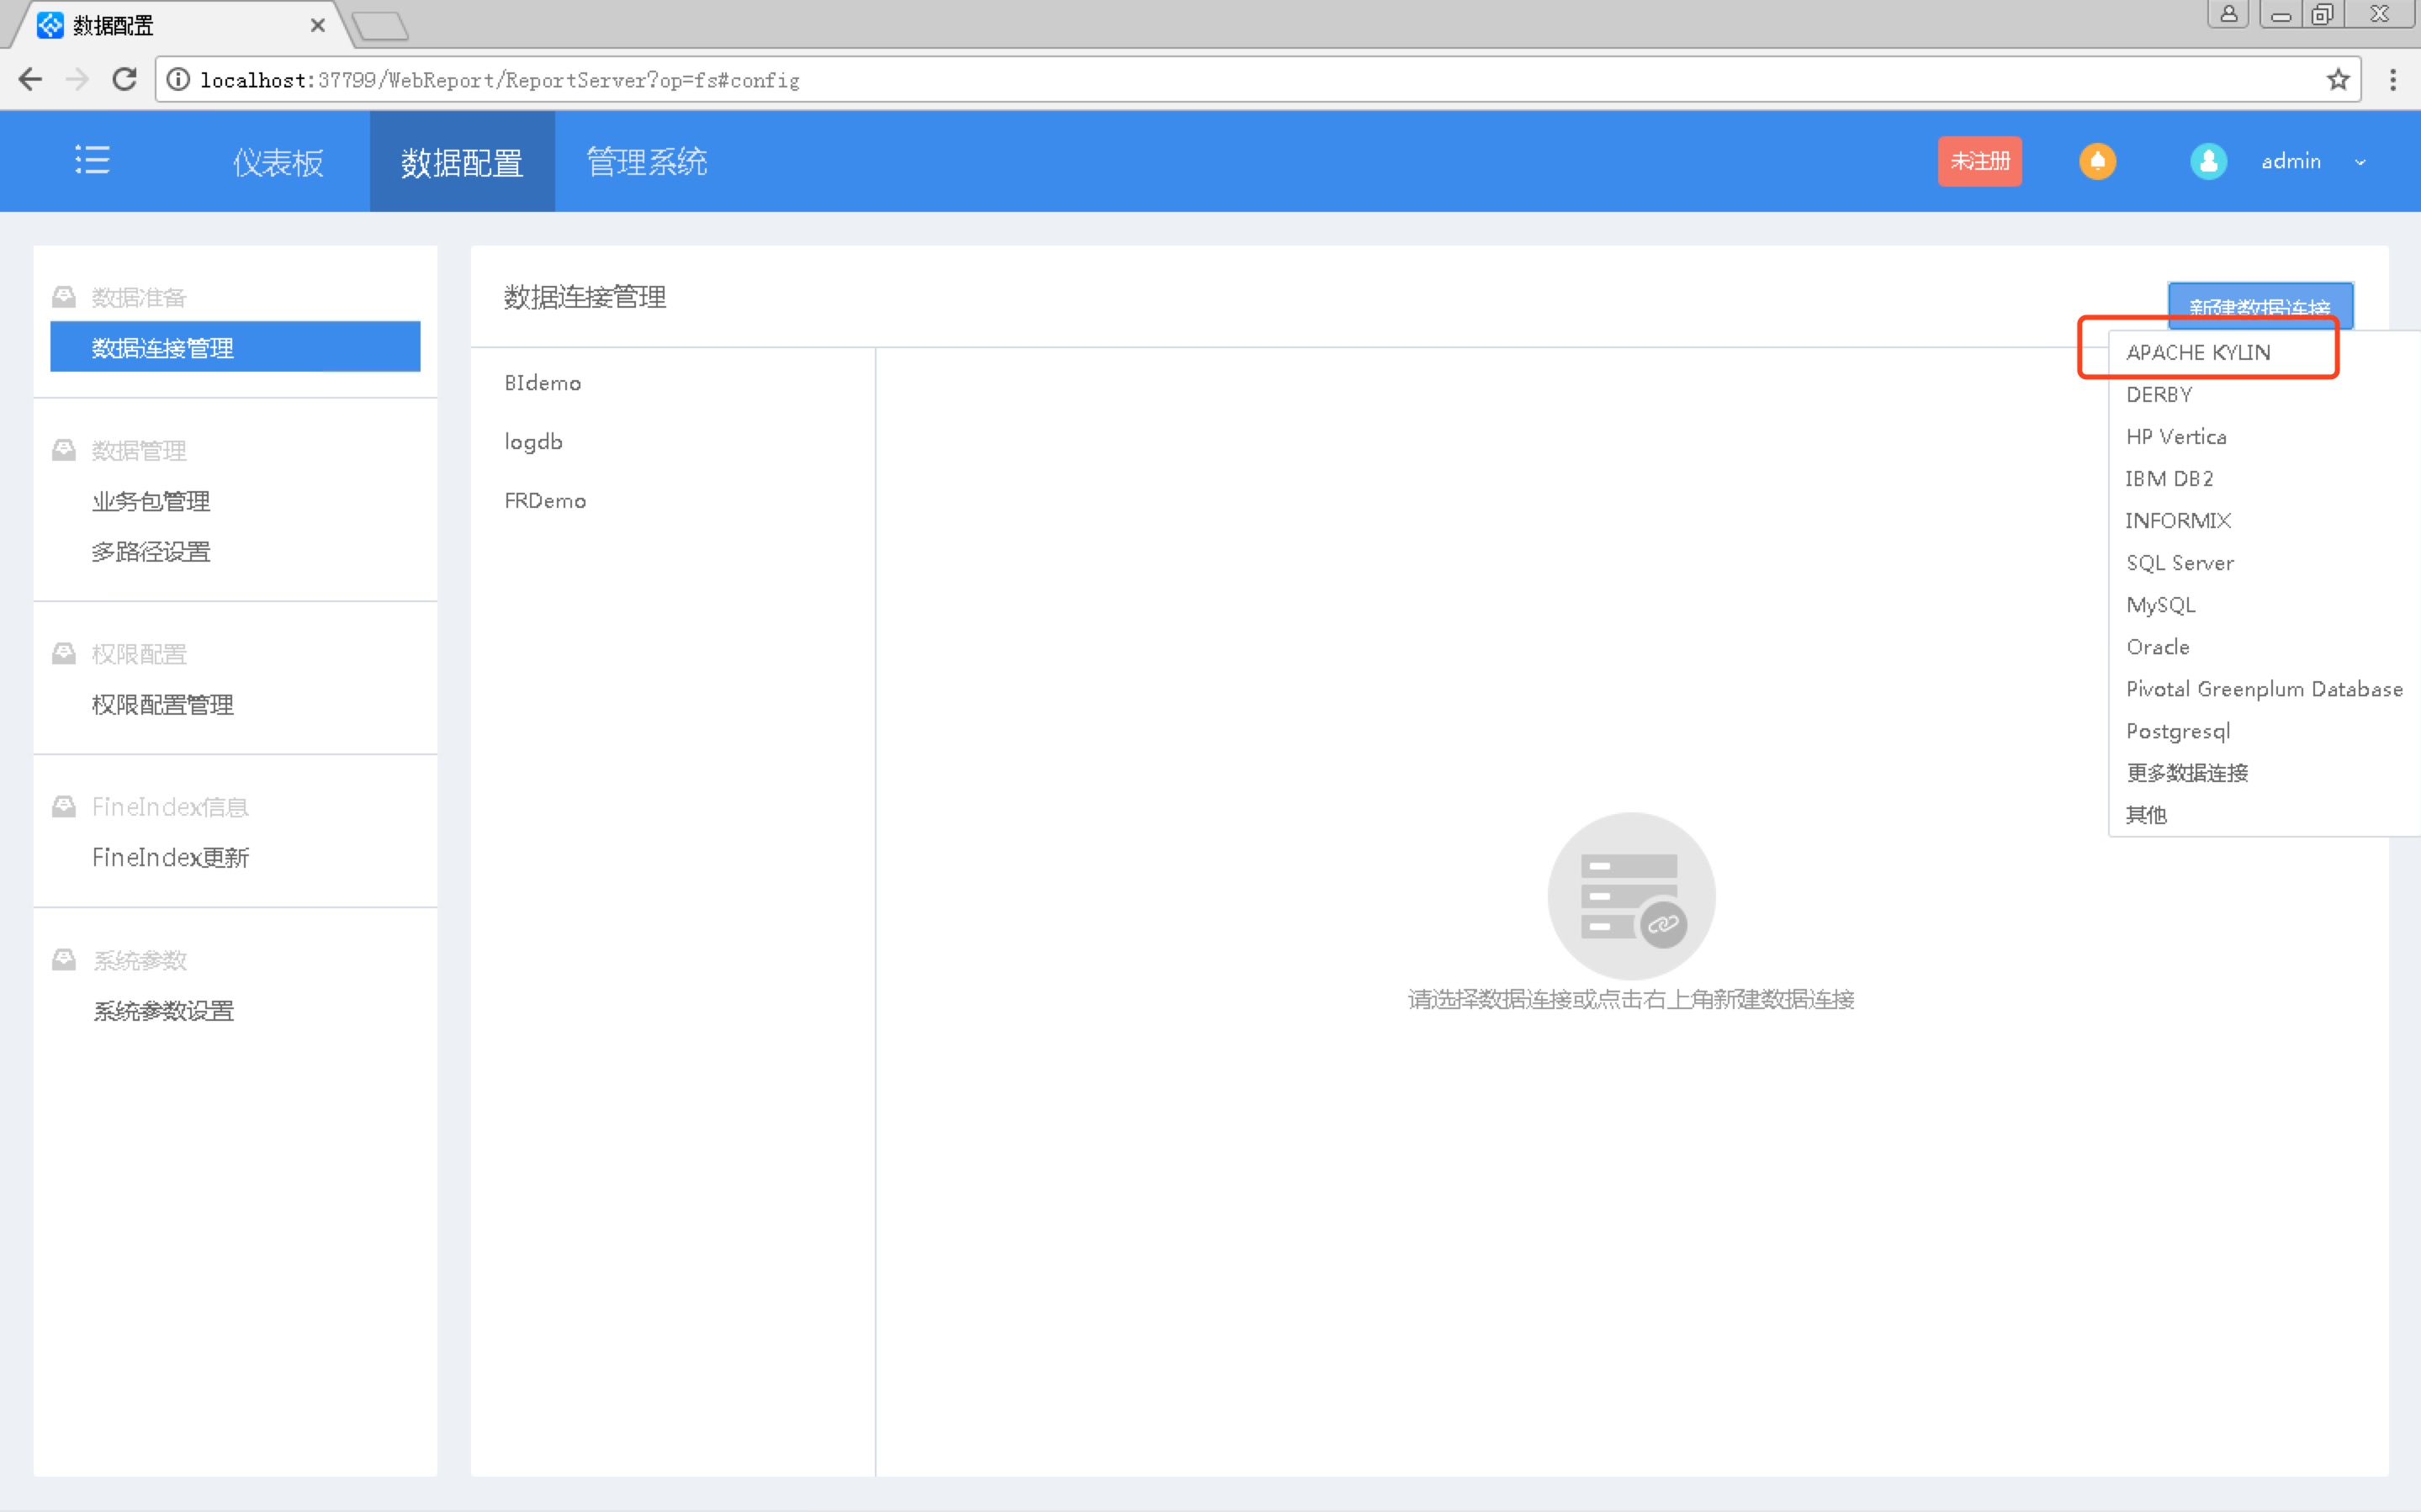 数据配置
localhost:37799/WebReport/ReportServer?op=fs#config
仪表板
数据配置
管理系统
未注册
admin
数据准备
数据连接管理
数据管理
业务包管理
多路径设置
权限配置
权限配置管理
FineIndex信息
FineIndex更新
系统参数
系统参数设置
数据连接管理
新建数据连接
BIdemo
logdb
FRDemo
APACHE KYLIN
DERBY
HP Vertica
IBM DB2
INFORMIX
SQL Server
MySQL
Oracle
Pivotal Greenplum Database
Postgresql
更多数据连接
其他
请选择数据连接或点击右上角新建数据连接